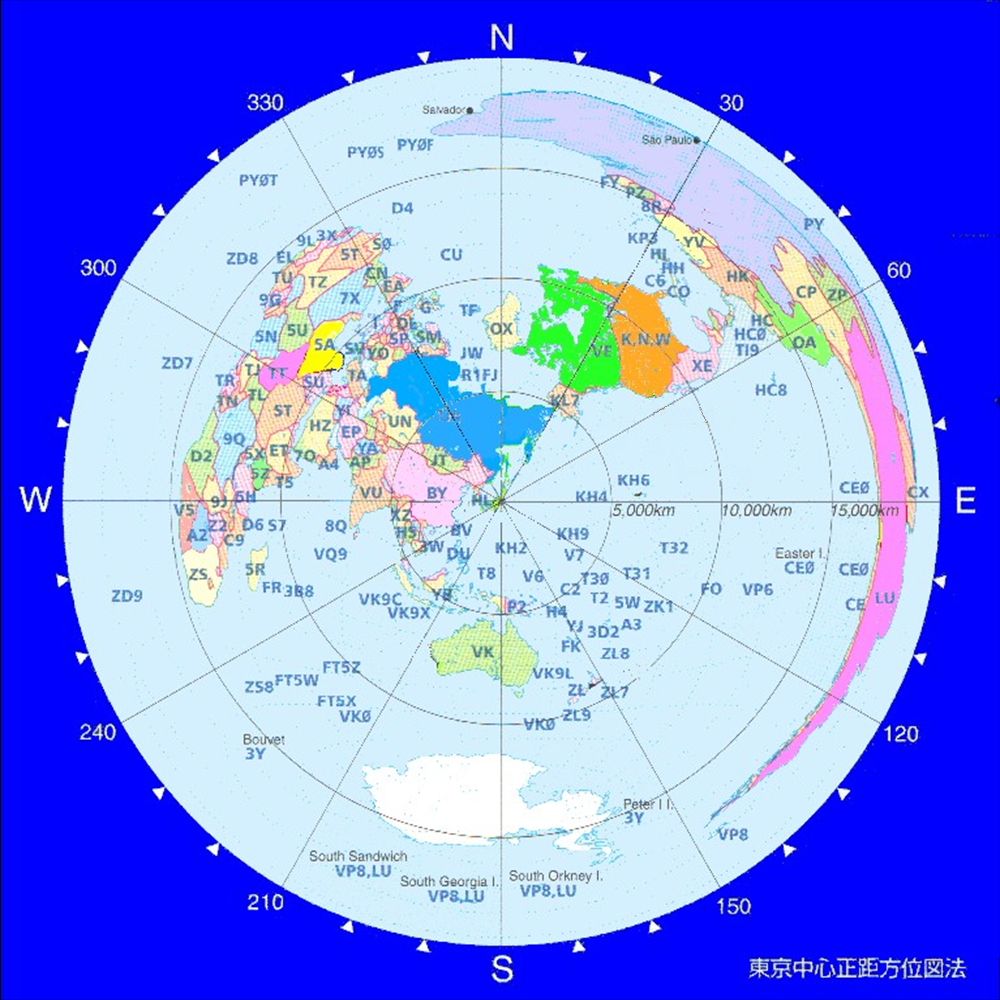 N
Salvador
330
30
São Paulo
PYØS
PYØF
PYØT
FY
PZ
8R
D4
PY
9L
3X
SØ
KP3
YV
EL
5T
CU
HI
ZD8
HH
300
TU
TZ
CN
C6
HK
60
EA
CO
CP
ZP
9G
7X
F
G
TF
HC
5N
5U
I
DL
OX
HCØ
5A
SP
SM
K,N,W
TI9
OA
SV
YO
JW
VE
ZD7
TJ
TT
TA
R1FJ
XE
TR
SU
HC8
TN
TL
ST
YI
UN
KL7
9Q
HZ
EP
D2
5X
ET
7O
A4
YA
AP
JT
5Z
T5
VU
BY
HL
KH4
KH6
CEØ
CX
W
E
V5
9J
5H
XZ
5,000km
10,000km
15,000km
A2
Z2
C9
D6
S7
8Q
HS
BV
KH9
3W
DU
KH2
V7
T32
VQ9
Easter I.
ZS
5R
CEØ
CEØ
T8
V6
T3Ø
T31
ZD9
FR
3B8
C2
FO
VP6
VK9C
YB
T2
5W
ZK1
CE
LU
VK9X
P2
H4
YJ
3D2
A3
VK
FK
ZL8
FT5Z
VK9L
ZS8
FT5W
ZL
ZL7
FT5X
VKØ
VKØ
ZL9
240
120
Bouvet
3Y
Peter I I.
3Y
VP8
South Sandwich
VP8,LU
South Georgia I.
VP8,LU
South Orkney I.
VP8,LU
210
150
S
東京中心正距方位図法